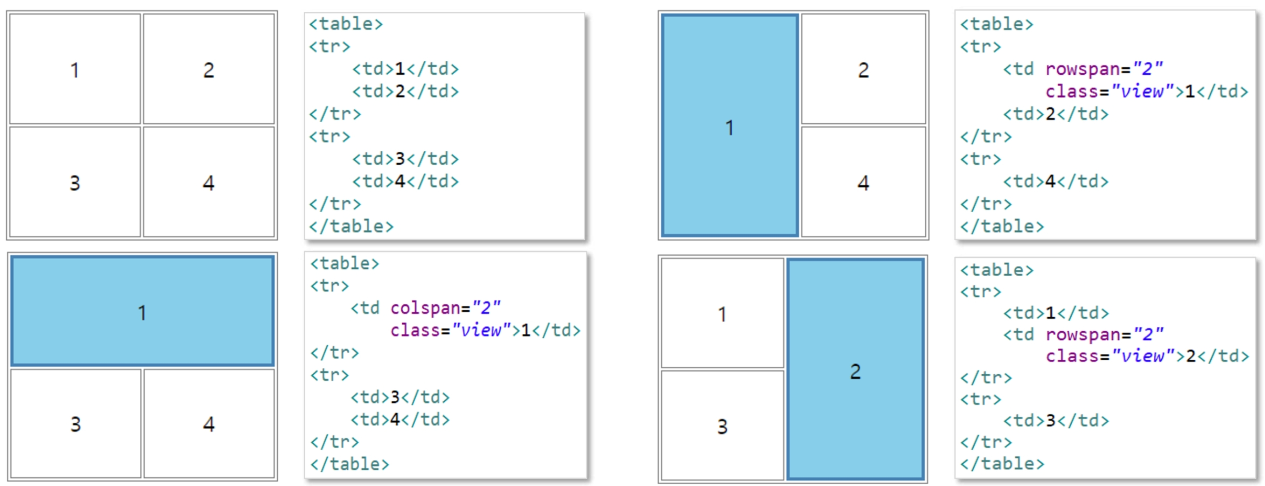 1 2
3 4
<table>
<tr>
    <td>1</td>
    <td>2</td>
</tr>
<tr>
    <td>3</td>
    <td>4</td>
</tr>
</table>
1 2
4
<table>
<tr>
    <td rowspan="2"
        class="view">1</td>
    <td>2</td>
</tr>
<tr>
    <td>4</td>
</tr>
</table>
1
3 4
<table>
<tr>
    <td colspan="2"
        class="view">1</td>
</tr>
<tr>
    <td>3</td>
    <td>4</td>
</tr>
</table>
1 2
3
<table>
<tr>
    <td>1</td>
    <td rowspan="2"
        class="view">2</td>
</tr>
<tr>
    <td>3</td>
</tr>
</table>